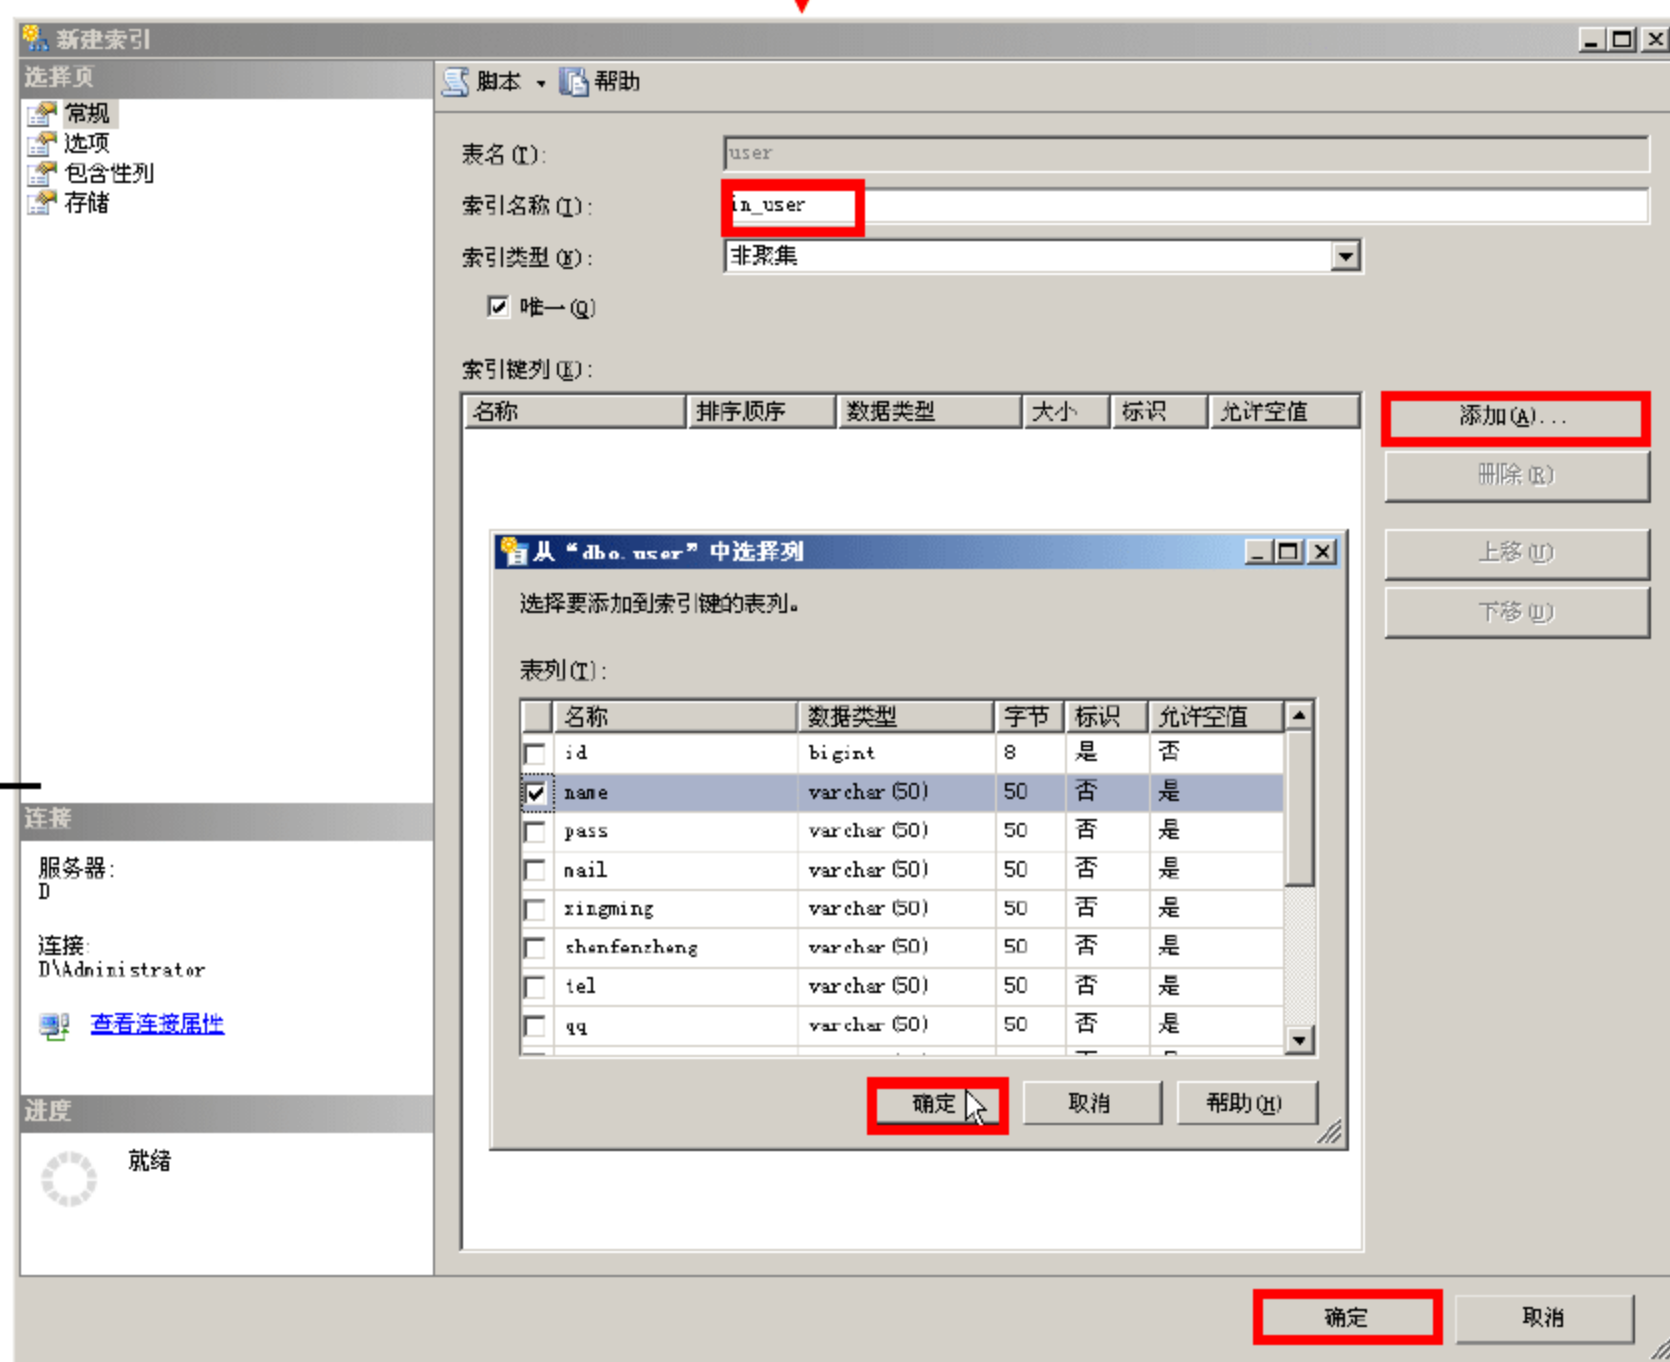 新建索引
选择页
常规
选项
包含性列
存储
脚本 帮助
表名(T):
user
索引名称(I):
in_user
索引类型(X):
非聚集
唯一(Q)
索引键列(E):
名称 排序顺序 数据类型 大小 标识 允许空值
添加(A)...
删除(R)
上移(U)
下移(U)
从“dbo.user”中选择列
选择要添加到索引键的表列。
表列(T):
名称 数据类型 字节 标识 允许空值
id bigint 8 是 否
name varchar(50) 50 否 是
pass varchar(50) 50 否 是
mail varchar(50) 50 否 是
xingming varchar(50) 50 否 是
shenfenzheng varchar(50) 50 否 是
tel varchar(50) 50 否 是
qq varchar(50) 50 否 是
确定 取消 帮助(H)
连接
服务器:
D
连接:
D\Administrator
查看连接属性
进度
就绪
确定 取消